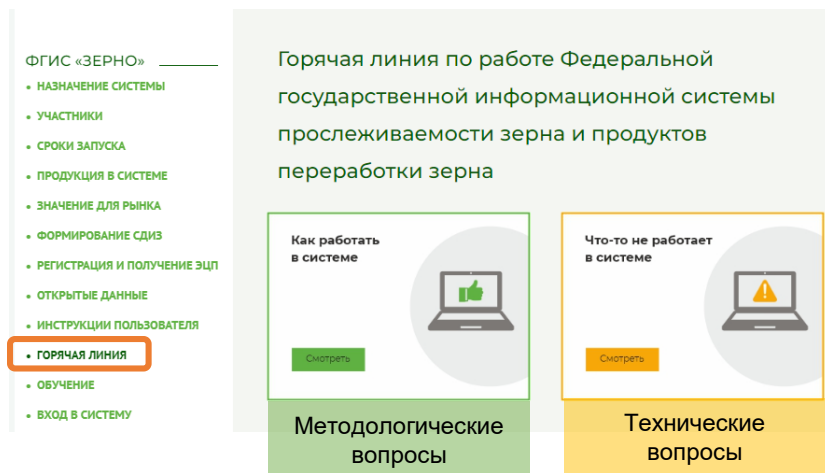 ФГИС «ЗЕРНО»
НАЗНАЧЕНИЕ СИСТЕМЫ
УЧАСТНИКИ
СРОКИ ЗАПУСКА
ПРОДУКЦИЯ В СИСТЕМЕ
ЗНАЧЕНИЕ ДЛЯ РЫНКА
ФОРМИРОВАНИЕ СДИЗ
РЕГИСТРАЦИЯ И ПОЛУЧЕНИЕ ЭЦП
ОТКРЫТЫЕ ДАННЫЕ
ИНСТРУКЦИИ ПОЛЬЗОВАТЕЛЯ
ГОРЯЧАЯ ЛИНИЯ
ОБУЧЕНИЕ
ВХОД В СИСТЕМУ
Горячая линия по работе Федеральной
государственной информационной системы
прослеживаемости зерна и продуктов
переработки зерна
Как работать
в системе
Смотреть
Методологические
вопросы
Что-то не работает
в системе
Смотреть
Технические
вопросы